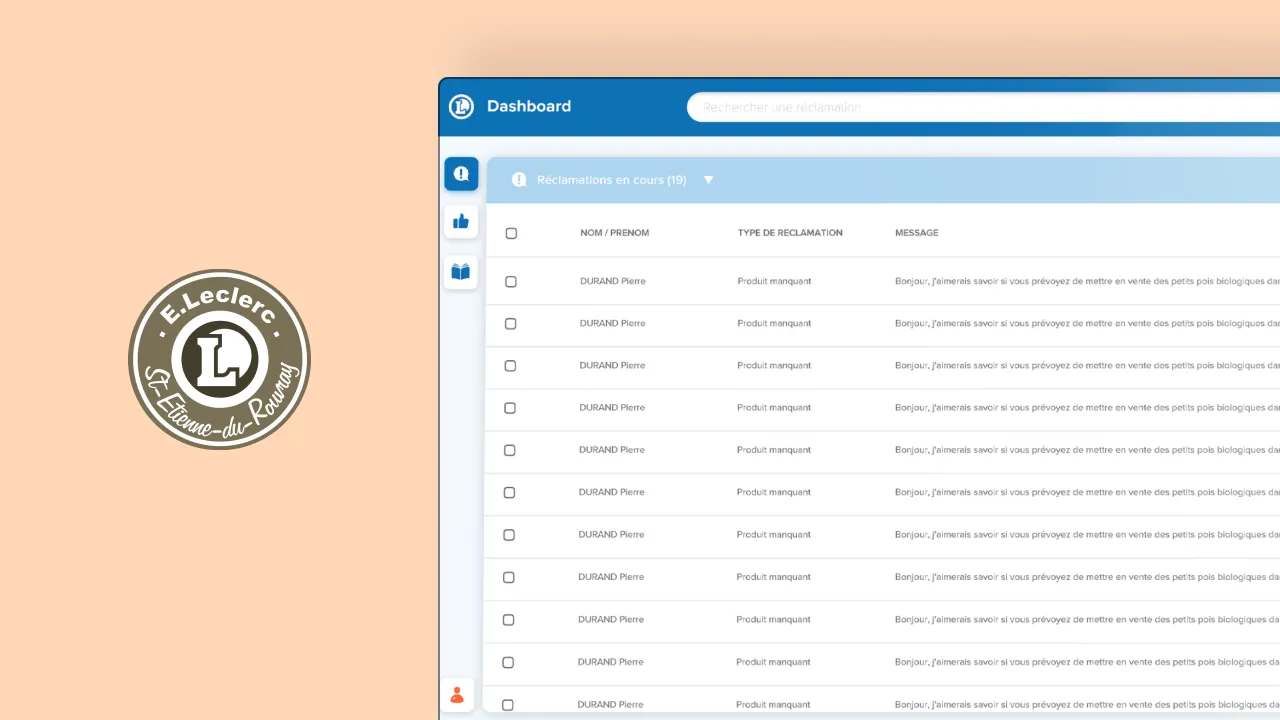 E.Leclerc
St-Etienne-du-Rouvray
L
Dashboard
Rechercher une réclamation
Réclamations en cours (19)
NOM / PRENOM TYPE DE RECLAMATION MESSAGE
DURAND Pierre Produit manquant Bonjour, j'aimerais savoir si vous prévoyez de mettre en vente des petits pois biologiques
DURAND Pierre Produit manquant Bonjour, j'aimerais savoir si vous prévoyez de mettre en vente des petits pois biologiques
DURAND Pierre Produit manquant Bonjour, j'aimerais savoir si vous prévoyez de mettre en vente des petits pois biologiques
DURAND Pierre Produit manquant Bonjour, j'aimerais savoir si vous prévoyez de mettre en vente des petits pois biologiques
DURAND Pierre Produit manquant Bonjour, j'aimerais savoir si vous prévoyez de mettre en vente des petits pois biologiques
DURAND Pierre Produit manquant Bonjour, j'aimerais savoir si vous prévoyez de mettre en vente des petits pois biologiques
DURAND Pierre Produit manquant Bonjour, j'aimerais savoir si vous prévoyez de mettre en vente des petits pois biologiques
DURAND Pierre Produit manquant Bonjour, j'aimerais savoir si vous prévoyez de mettre en vente des petits pois biologiques
DURAND Pierre Produit manquant Bonjour, j'aimerais savoir si vous prévoyez de mettre en vente des petits pois biologiques
DURAND Pierre Produit manquant Bonjour, j'aimerais savoir si vous prévoyez de mettre en vente des petits pois biologiques
DURAND Pierre Produit manquant Bonjour, j'aimerais savoir si vous prévoyez de mettre en vente des petits pois biologiques